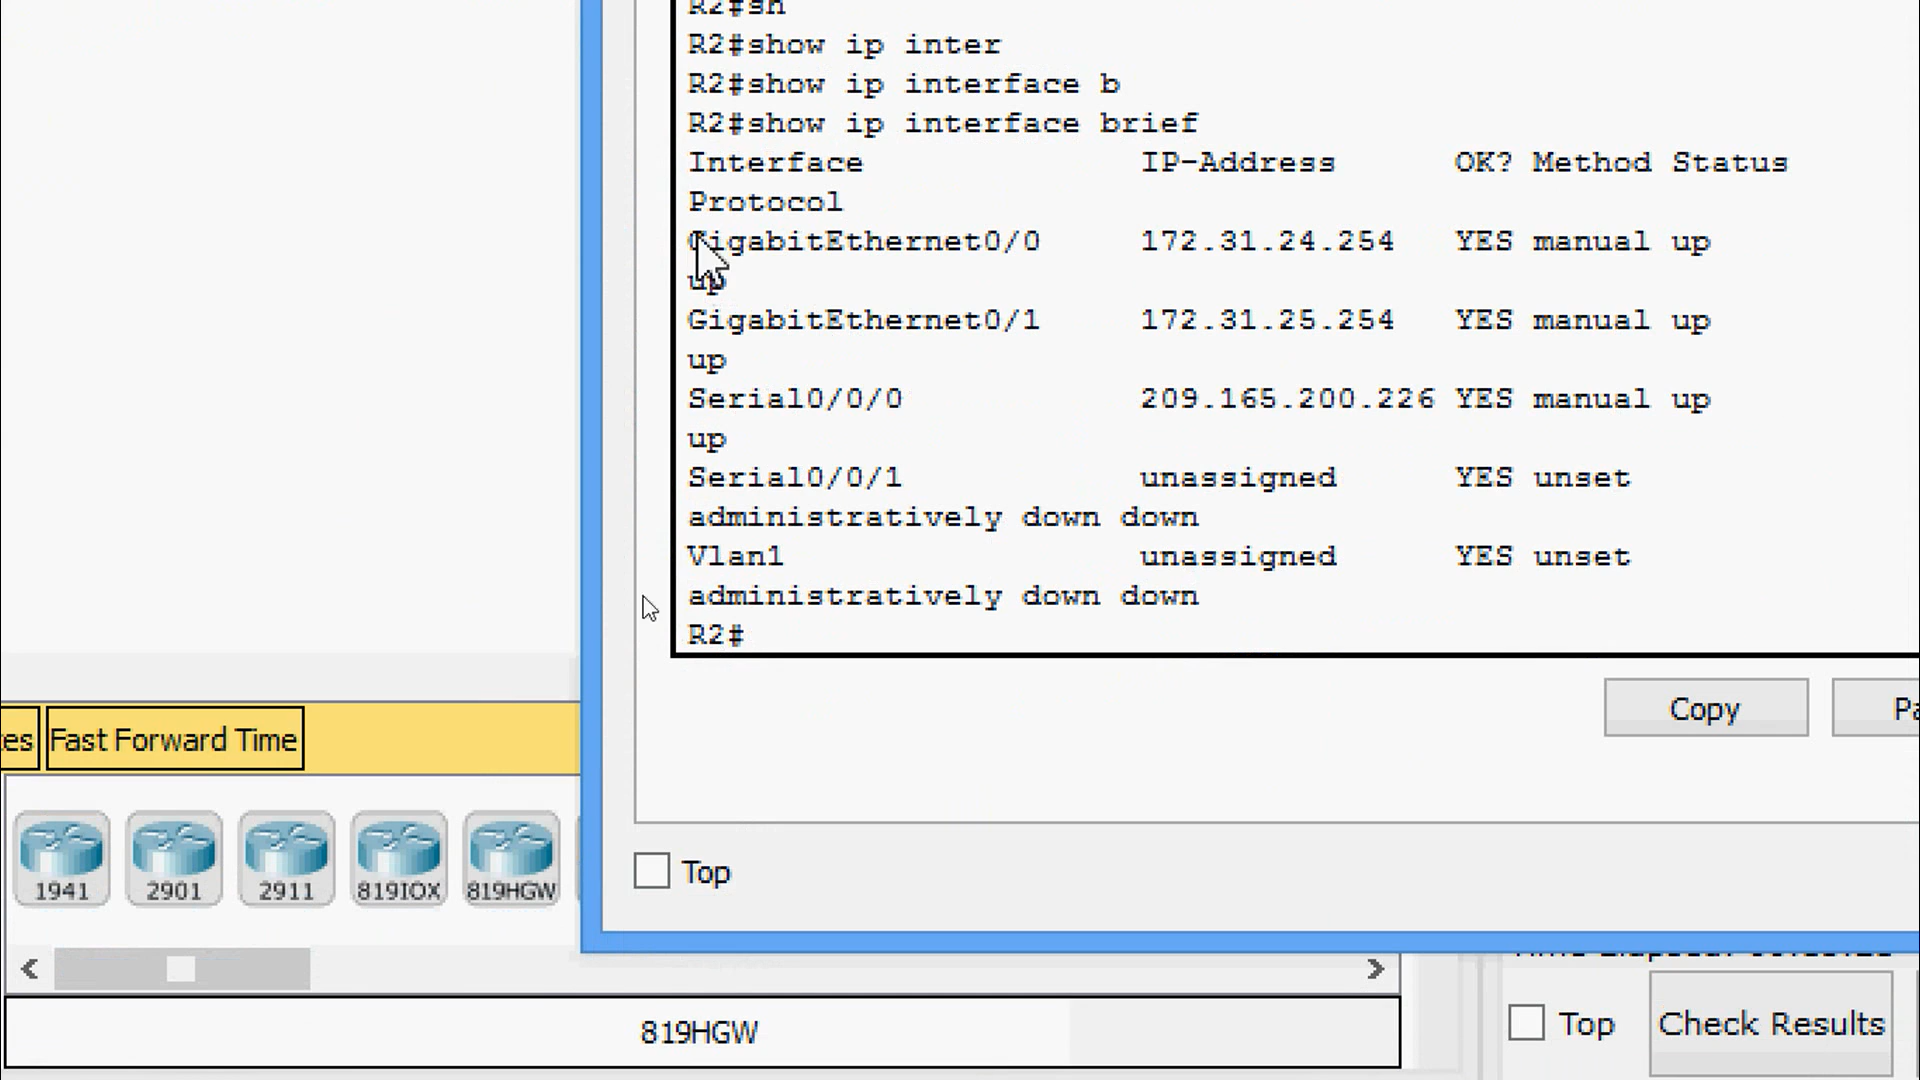 R2#sh
R2#show ip inter
R2#show ip interface b
R2#show ip interface brief
Interface IP-Address OK? Method Status
Protocol
GigabitEthernet0/0 172.31.24.254 YES manual up
up
GigabitEthernet0/1 172.31.25.254 YES manual up
up
Serial0/0/0 209.165.200.226 YES manual up
up
Serial0/0/1 unassigned YES unset
administratively down down
Vlan1 unassigned YES unset
administratively down down
R2#
Copy
Top
Fast Forward Time
1941 2901 2911 819IOX 819HGW
819HGW
Top Check Results